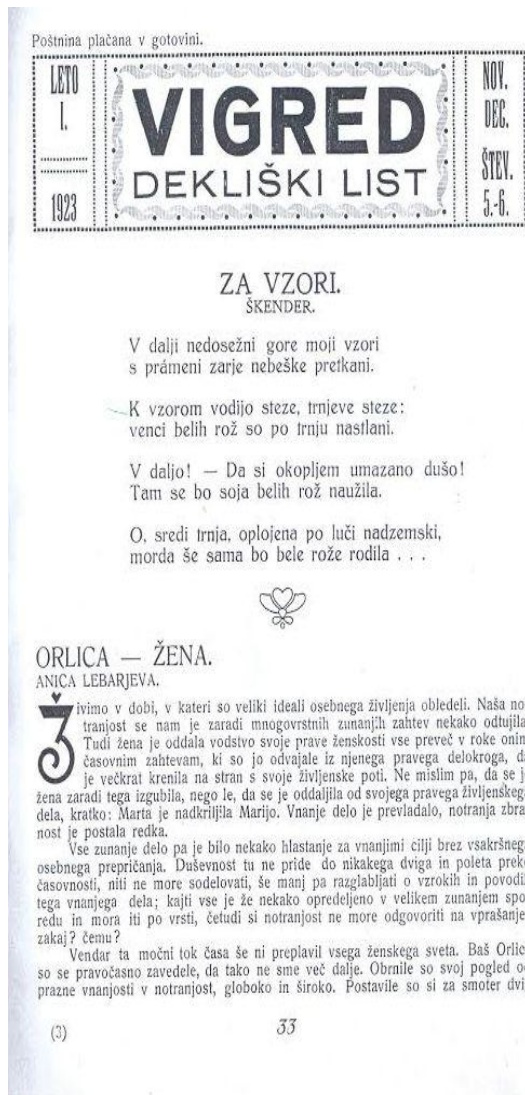 Poštnina plačana v gotovini.
LETO
I.
1923
VIGRED
DEKLIŠKI LIST
NOV.
DEC.
ŠTEV.
5.-6.
ZA VZORI.
ŠKENDER.
V dalji nedosežni gore moji vzori
s prámeni zarje nebeške pretkani.
K vzorom vodijo steze, trnjeve steze:
venci belih rož so po trnju nastlani.
V daljo! — Da si okopljem umazano dušo!
Tam se bo soja belih rož naužila.
O, sredi trnja, oplojena po luči nadzemski,
morda še sama bo bele rože rodila . . .
ORLICA — ŽENA.
ANICA LEBARJEVA.
Živimo v dobi, v kateri so veliki ideali osebnega življenja obledeli. Naša no-
tranjost se nam je zaradi mnogovrstnih zunanjih zahtev nekako odtujila
Tudi žena je oddala vodstvo svoje prave ženskosti vse preveč v roke onim
časovnim zahtevam, ki so jo odvajale iz njenega pravega delokroga, da
je večkrat krenila na stran s svoje življenske poti. Ne mislim pa, da se j
žena zaradi tega izgubila, nego le, da se je oddaljila od svojega pravega življenskega
dela, kratko: Marta je nadkriljila Marijo. Vnanje delo je prevladalo, notranja zbra
nost je postala redka.
Vse zunanje delo pa je bilo nekako hlastanje za vnanjimi cilji brez vsakršnega
osebnega prepričanja. Duševnost tu ne pride do nikakega dviga in poleta preko
časovnosti, niti ne more sodelovati, še manj pa razglabljati o vzrokih in povodih
tega vnanjega dela; kajti vse je že nekako opredeljeno v velikem zunanjem spo
redu in mora iti po vrsti, četudi si notranjost ne more odgovoriti na vprašanje
zakaj? čemu?
Vendar ta močni tok časa še ni preplavil vsega ženskega sveta. Baš Orlic
so se pravočasno zavedele, da tako ne sme več dalje. Obrnile so svoj pogled od
prazne vnanjosti v notranjost, globoko in široko. Postavile so si za smoter dvi
(3)
33